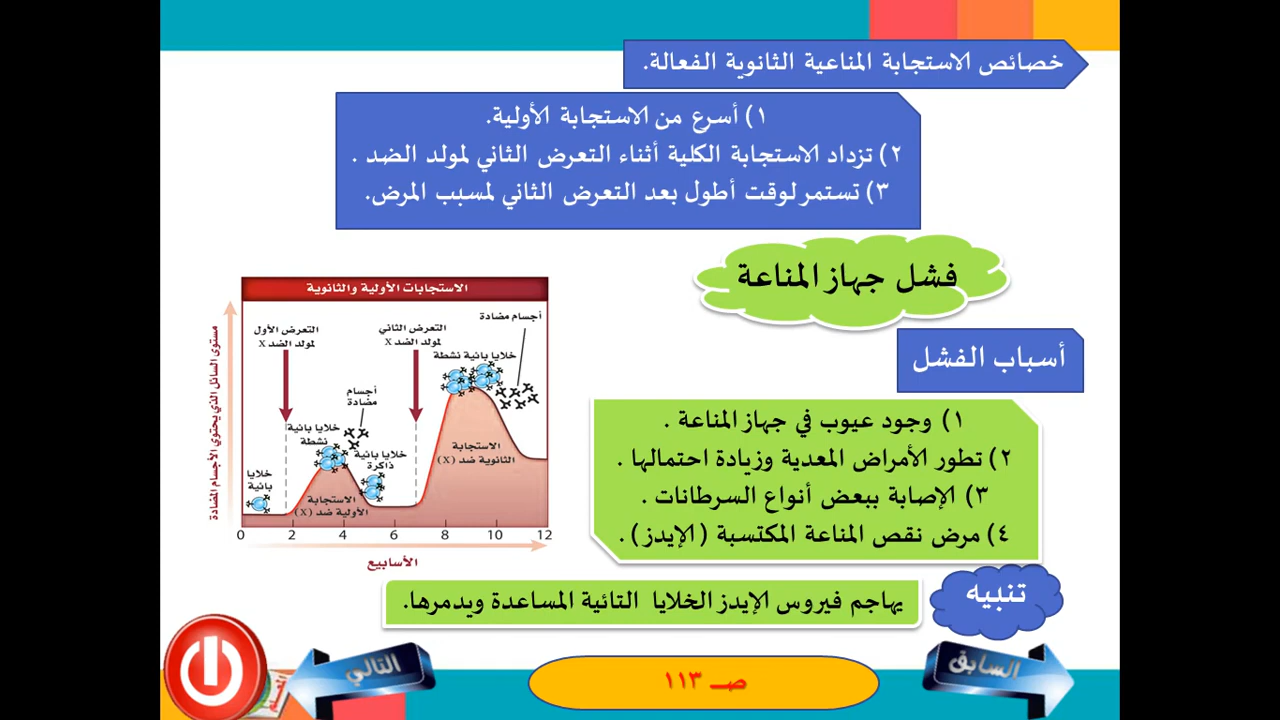 خصائص الاستجابة المناعية الثانوية الفعالة.
١) أسرع من الاستجابة الأولية.
٢) تزداد الاستجابة الكلية أثناء التعرض الثاني لمولد الضد .
٣) تستمر لوقت أطول بعد التعرض الثاني لمسبب المرض.
فشل جهاز المناعة
أسباب الفشل
١) وجود عيوب في جهاز المناعة .
٢) تطور الأمراض المعدية وزيادة احتمالها .
٣) الإصابة ببعض أنواع السرطانات .
٤) مرض نقص المناعة المكتسبة (الإيدز) .
الاستجابات الأولية والثانوية
مستوى السائل الذي يحتوي الأجسام المضادة
التعرض الأول
لمولد الضد X
التعرض الثاني
لمولد الضد X
أجسام مضادة
خلايا بانية نشطة
أجسام
مضادة
خلايا بانية
نشطة
خلايا بانية
ذاكرة
خلايا
بانية
الاستجابة
الثانوية ضد (X)
الاستجابة
الأولية ضد (X)
0 2 4 6 8 10 12
الأسابيع
تنبيه
يهاجم فيروس الإيدز الخلايا التائية المساعدة ويدمرها.
السابق
صـ ١١٣
التالي